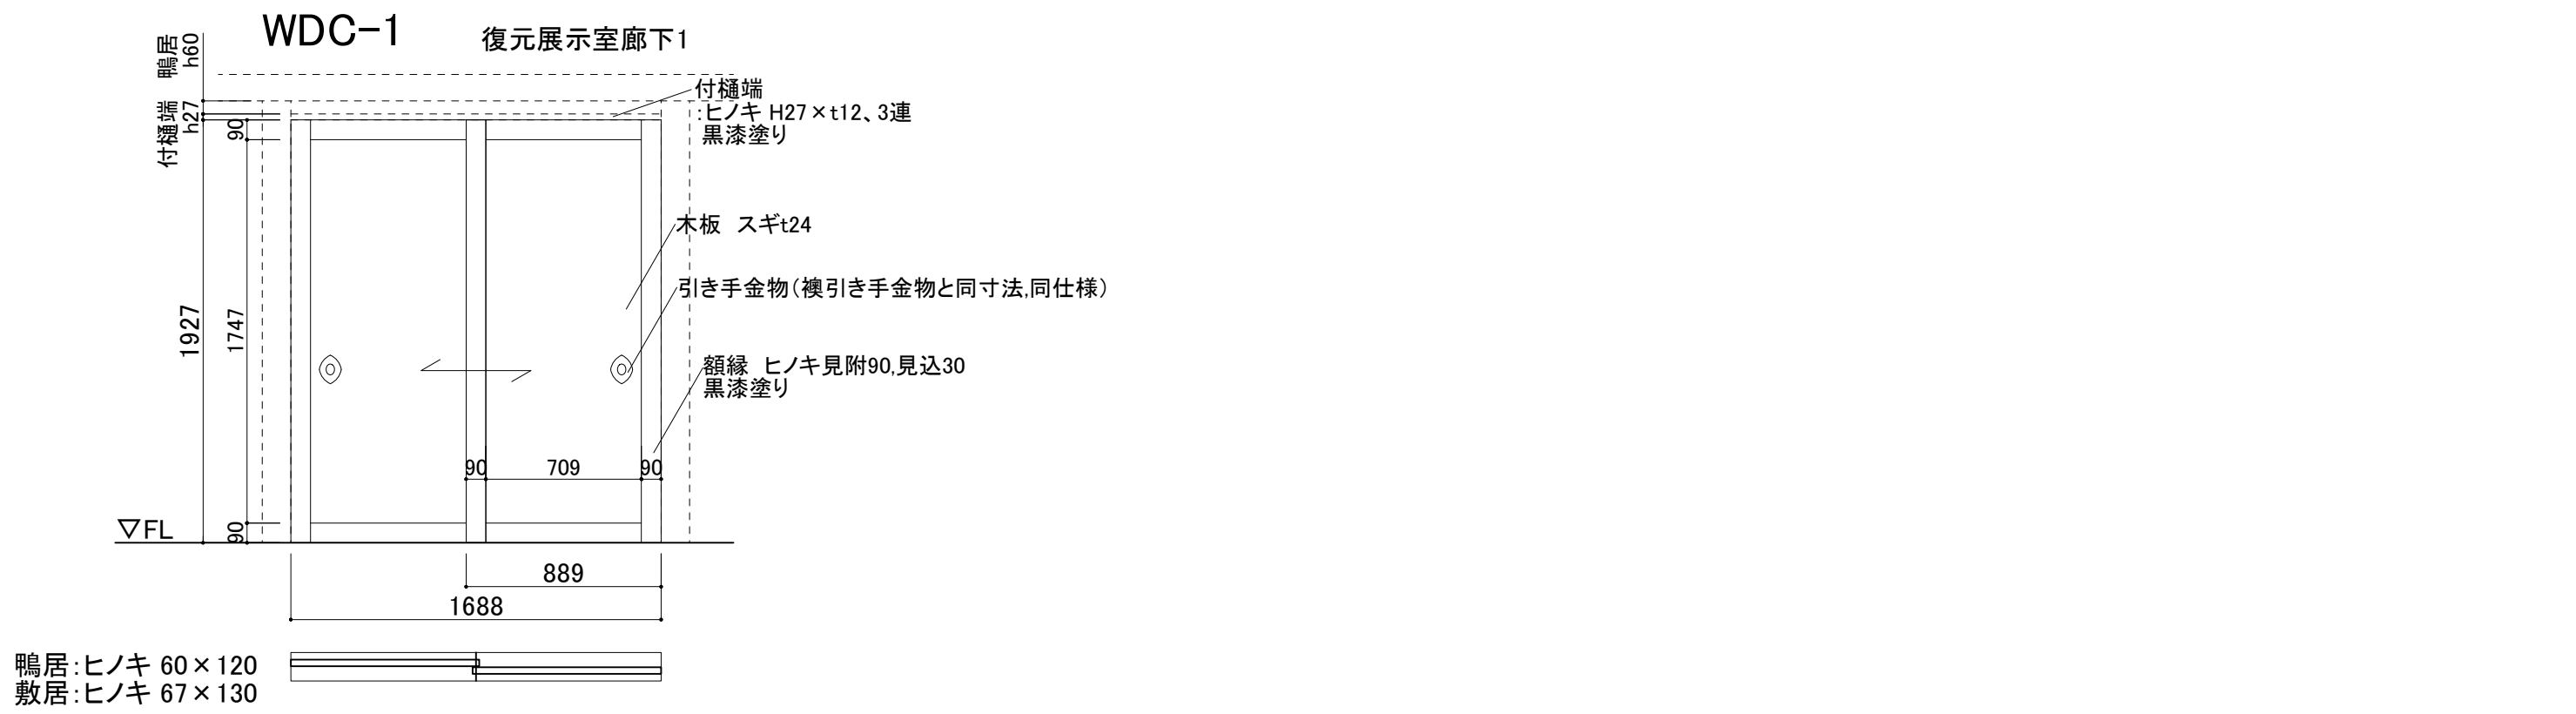 WDC-1
復元展示室廊下1
鴨居
h60
付樋端
h27
90
付樋端
:ヒノキ H27×t12、3連
黒漆塗り
木板　スギt24
引き手金物(襖引き手金物と同寸法,同仕様)
1927
1747
額縁　ヒノキ見附90,見込30
黒漆塗り
90
709
90
▽FL
90
889
1688
鴨居:ヒノキ 60×120
敷居:ヒノキ 67×130